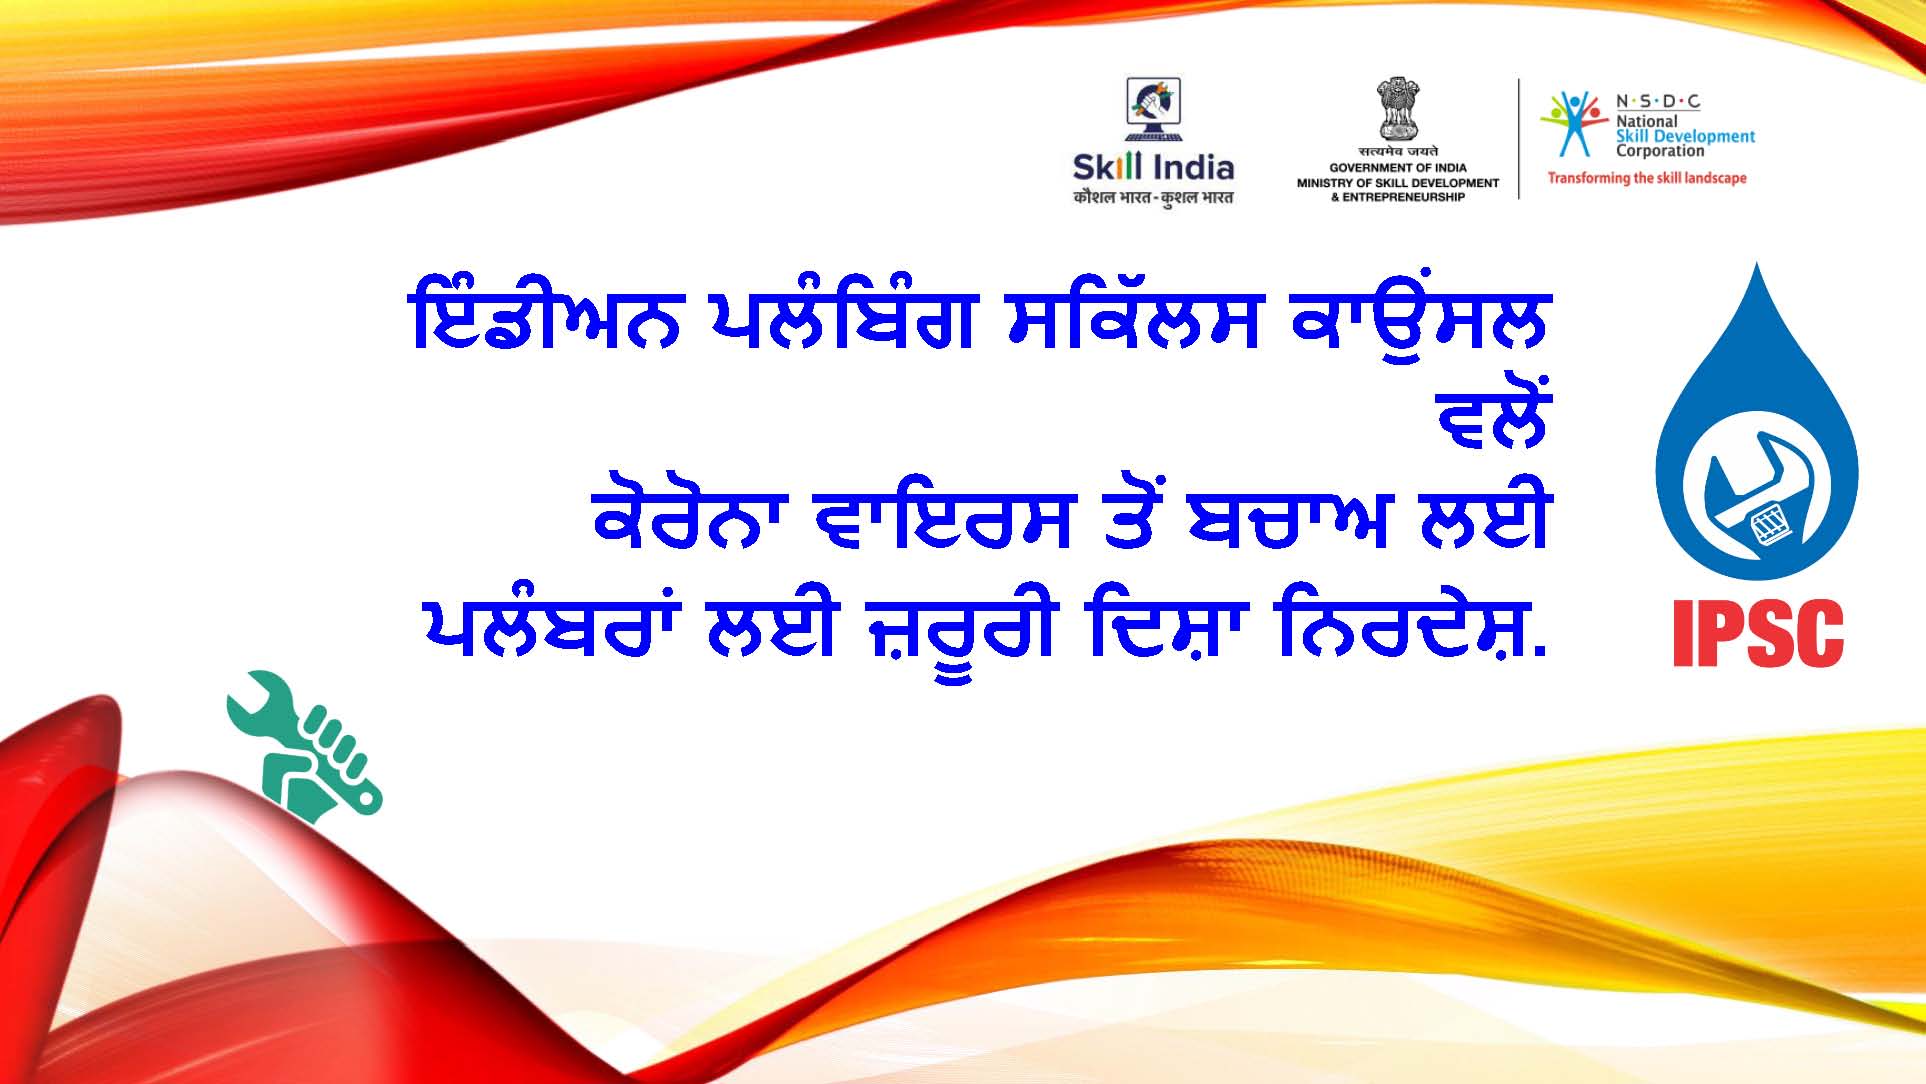 Skill India
कौशल भारत - कुशल भारत
सत्यमेव जयते
GOVERNMENT OF INDIA
MINISTRY OF SKILL DEVELOPMENT
& ENTREPRENEURSHIP
N·S·D·C
National
Skill Development
Corporation
Transforming the skill landscape
ਇੰਡੀਅਨ ਪਲੰਬਿੰਗ ਸਕਿੱਲਸ ਕਾਉਂਸਲ
ਵਲੋਂ
ਕੋਰੋਨਾ ਵਾਇਰਸ ਤੋਂ ਬਚਾਅ ਲਈ
ਪਲੰਬਰਾਂ ਲਈ ਜ਼ਰੂਰੀ ਦਿਸ਼ਾ ਨਿਰਦੇਸ਼.
IPSC